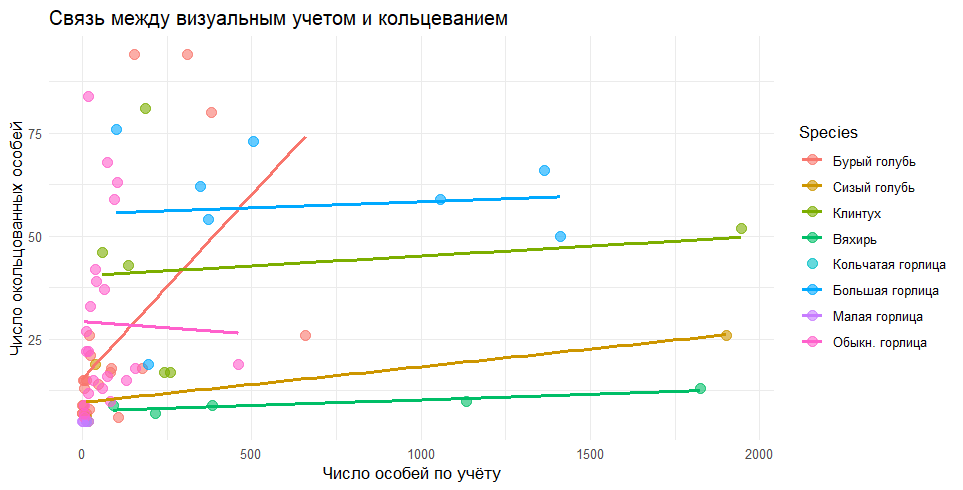 Связь между визуальным учетом и кольцеванием
Число окольцованных особей
75
50
25
0
500
1000
1500
2000
Число особей по учёту
Species
Бурый голубь
Сизый голубь
Клинтух
Вяхирь
Кольчатая горлица
Большая горлица
Малая горлица
Обыкн. горлица